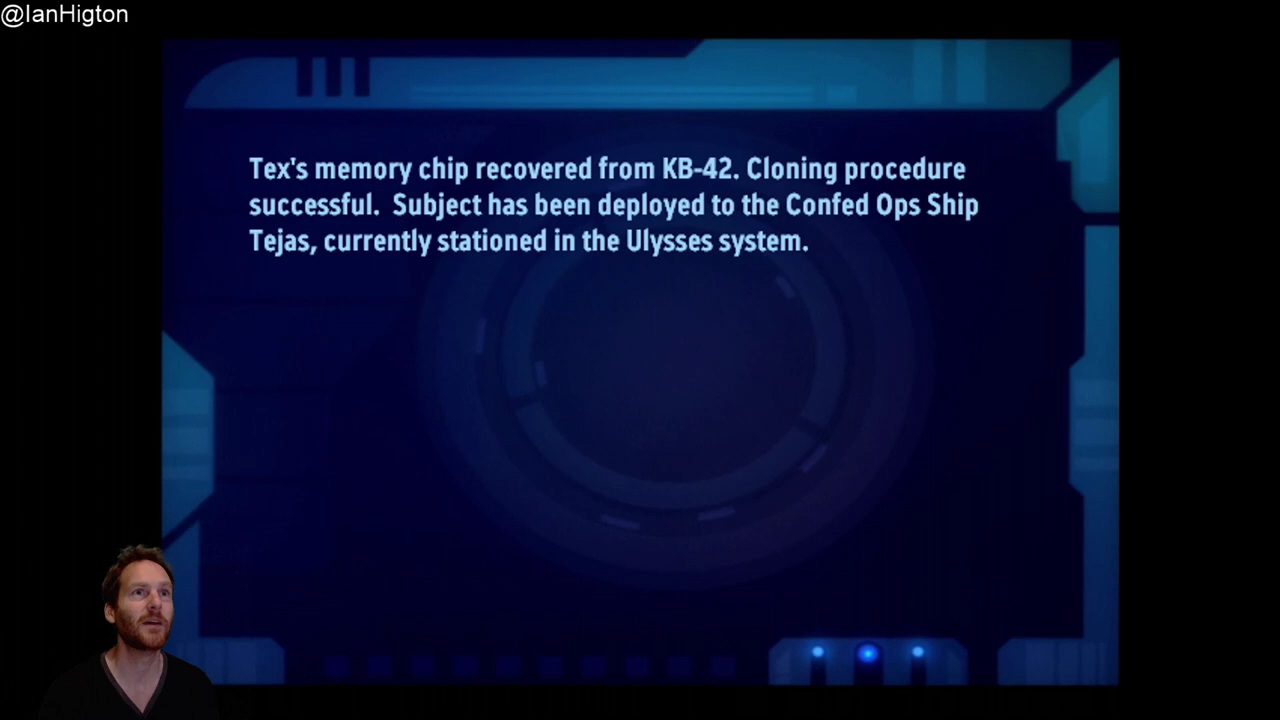 @IanHigton
Tex's memory chip recovered from KB-42. Cloning procedure
successful.  Subject has been deployed to the Confed Ops Ship
Tejas, currently stationed in the Ulysses system.